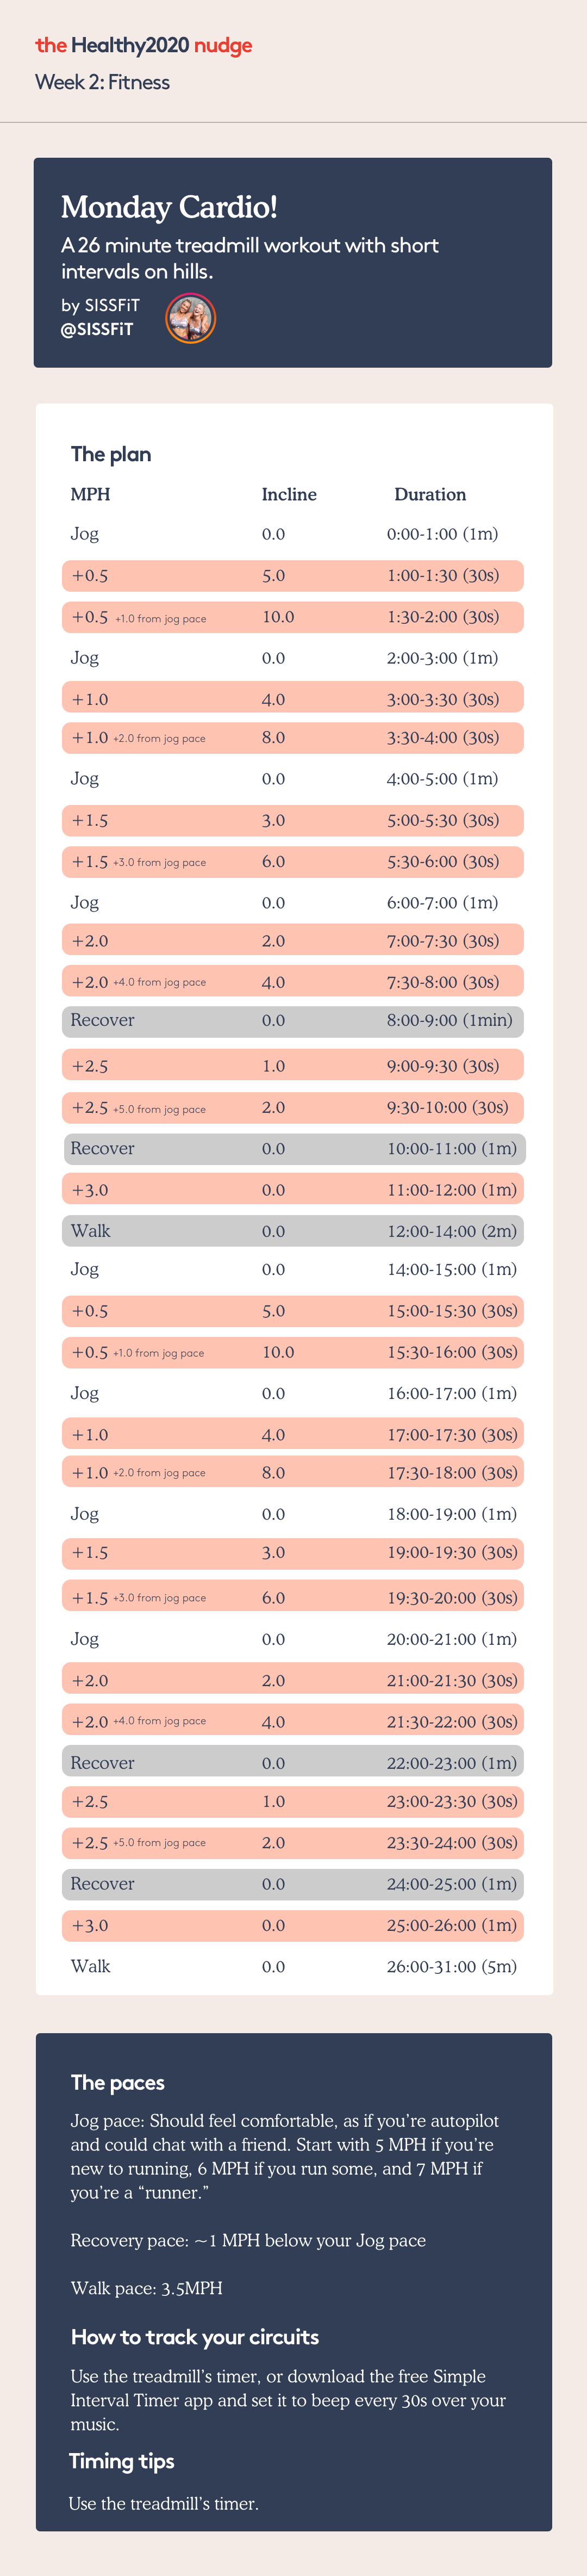 the Healthy2020 nudge
Week 2: Fitness
Monday Cardio!
A 26 minute treadmill workout with short
intervals on hills.
by SISSFiT
@SISSFiT
The plan
MPH Incline Duration
Jog 0.0 0:00-1:00 (1m)
+0.5 5.0 1:00-1:30 (30s)
+0.5 +1.0 from jog pace 10.0 1:30-2:00 (30s)
Jog 0.0 2:00-3:00 (1m)
+1.0 4.0 3:00-3:30 (30s)
+1.0 +2.0 from jog pace 8.0 3:30-4:00 (30s)
Jog 0.0 4:00-5:00 (1m)
+1.5 3.0 5:00-5:30 (30s)
+1.5 +3.0 from jog pace 6.0 5:30-6:00 (30s)
Jog 0.0 6:00-7:00 (1m)
+2.0 2.0 7:00-7:30 (30s)
+2.0 +4.0 from jog pace 4.0 7:30-8:00 (30s)
Recover 0.0 8:00-9:00 (1min)
+2.5 1.0 9:00-9:30 (30s)
+2.5 +5.0 from jog pace 2.0 9:30-10:00 (30s)
Recover 0.0 10:00-11:00 (1m)
+3.0 0.0 11:00-12:00 (1m)
Walk 0.0 12:00-14:00 (2m)
Jog 0.0 14:00-15:00 (1m)
+0.5 5.0 15:00-15:30 (30s)
+0.5 +1.0 from jog pace 10.0 15:30-16:00 (30s)
Jog 0.0 16:00-17:00 (1m)
+1.0 4.0 17:00-17:30 (30s)
+1.0 +2.0 from jog pace 8.0 17:30-18:00 (30s)
Jog 0.0 18:00-19:00 (1m)
+1.5 3.0 19:00-19:30 (30s)
+1.5 +3.0 from jog pace 6.0 19:30-20:00 (30s)
Jog 0.0 20:00-21:00 (1m)
+2.0 2.0 21:00-21:30 (30s)
+2.0 +4.0 from jog pace 4.0 21:30-22:00 (30s)
Recover 0.0 22:00-23:00 (1m)
+2.5 1.0 23:00-23:30 (30s)
+2.5 +5.0 from jog pace 2.0 23:30-24:00 (30s)
Recover 0.0 24:00-25:00 (1m)
+3.0 0.0 25:00-26:00 (1m)
Walk 0.0 26:00-31:00 (5m)
The paces
Jog pace: Should feel comfortable, as if you’re autopilot
and could chat with a friend. Start with 5 MPH if you’re
new to running, 6 MPH if you run some, and 7 MPH if
you’re a “runner.”
Recovery pace: ~1 MPH below your Jog pace
Walk pace: 3.5MPH
How to track your circuits
Use the treadmill’s timer, or download the free Simple
Interval Timer app and set it to beep every 30s over your
music.
Timing tips
Use the treadmill’s timer.